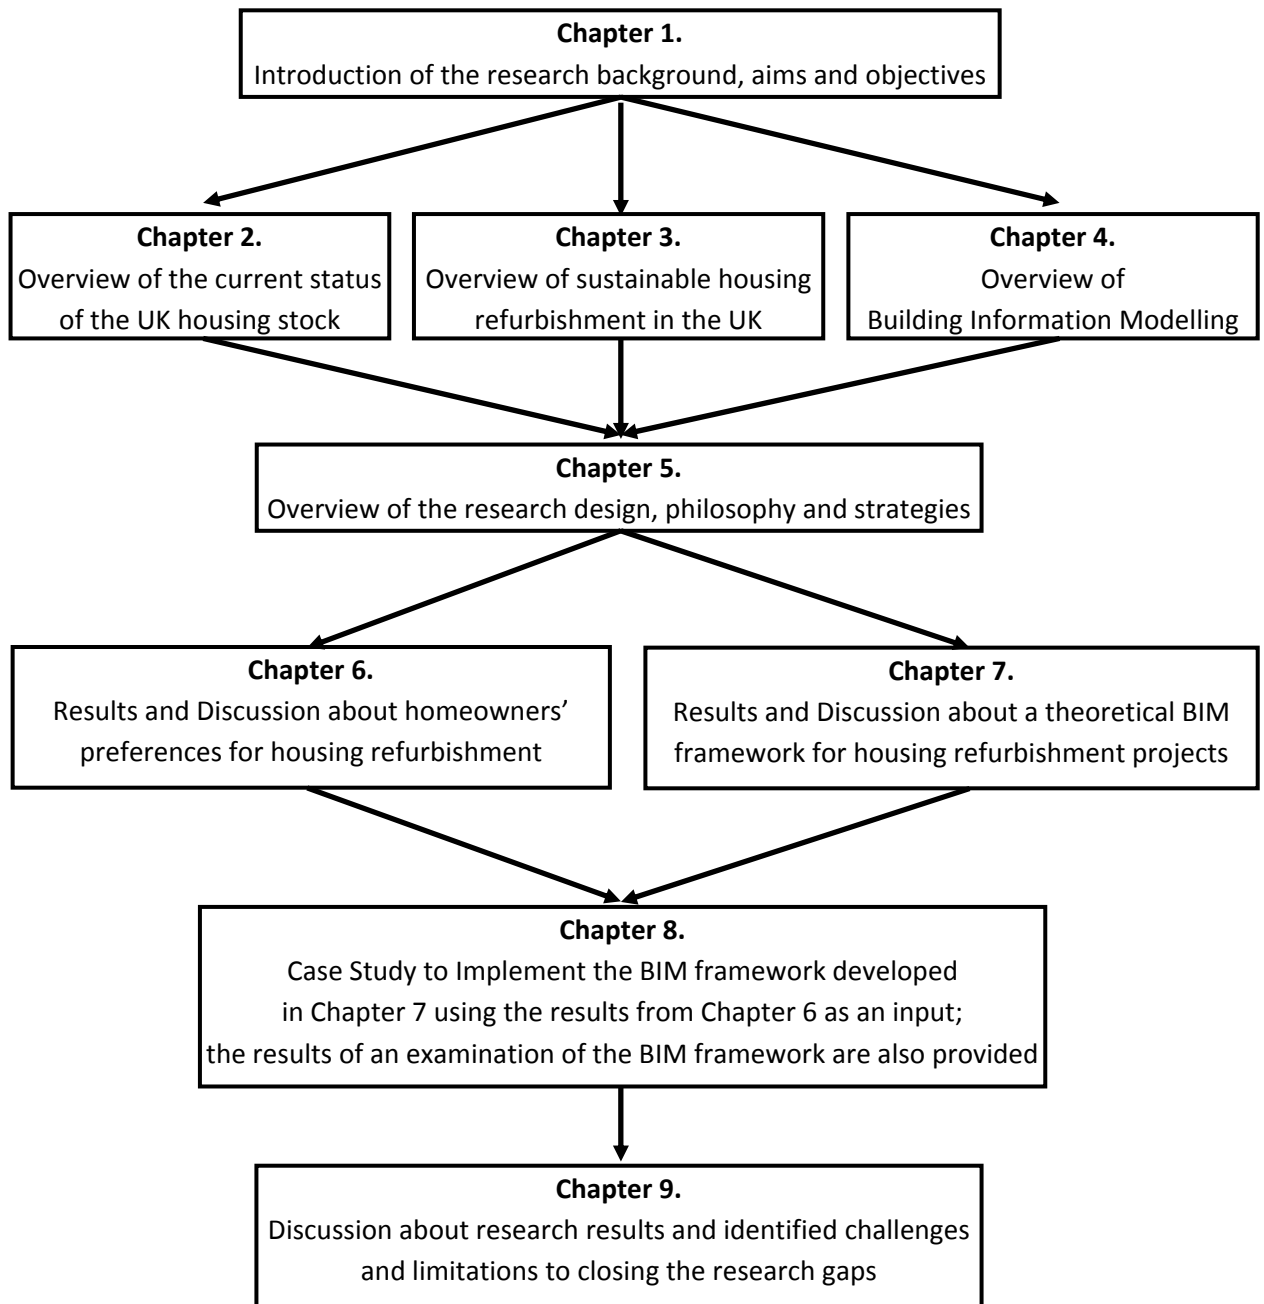 Chapter 1.
Introduction of the research background, aims and objectives
Chapter 2.
Overview of the current status
of the UK housing stock
Chapter 3.
Overview of sustainable housing
refurbishment in the UK
Chapter 4.
Overview of
Building Information Modelling
Chapter 5.
Overview of the research design, philosophy and strategies
Chapter 6.
Results and Discussion about homeowners’
preferences for housing refurbishment
Chapter 7.
Results and Discussion about a theoretical BIM
framework for housing refurbishment projects
Chapter 8.
Case Study to Implement the BIM framework developed
in Chapter 7 using the results from Chapter 6 as an input;
the results of an examination of the BIM framework are also provided
Chapter 9.
Discussion about research results and identified challenges
and limitations to closing the research gaps